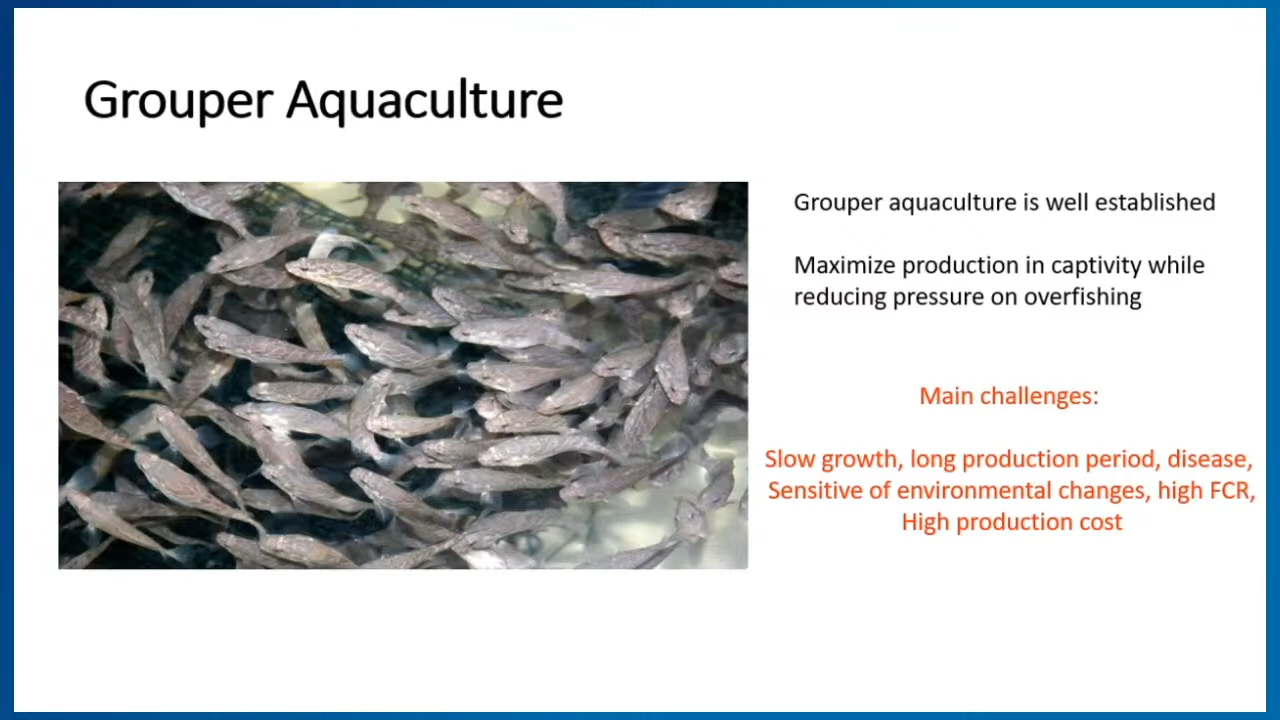 Grouper Aquaculture
Grouper aquaculture is well established
Maximize production in captivity while
reducing pressure on overfishing
Main challenges:
Slow growth, long production period, disease,
Sensitive of environmental changes, high FCR,
High production cost